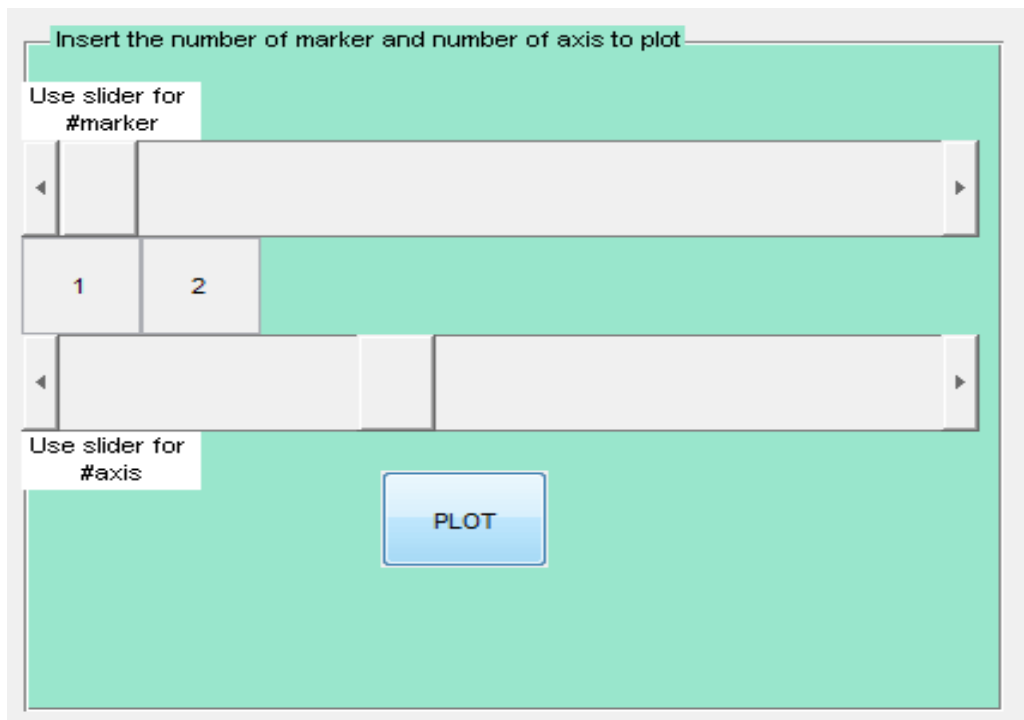 Insert the number of marker and number of axis to plot
Use slider for
#marker
1 2
Use slider for
#axis
PLOT